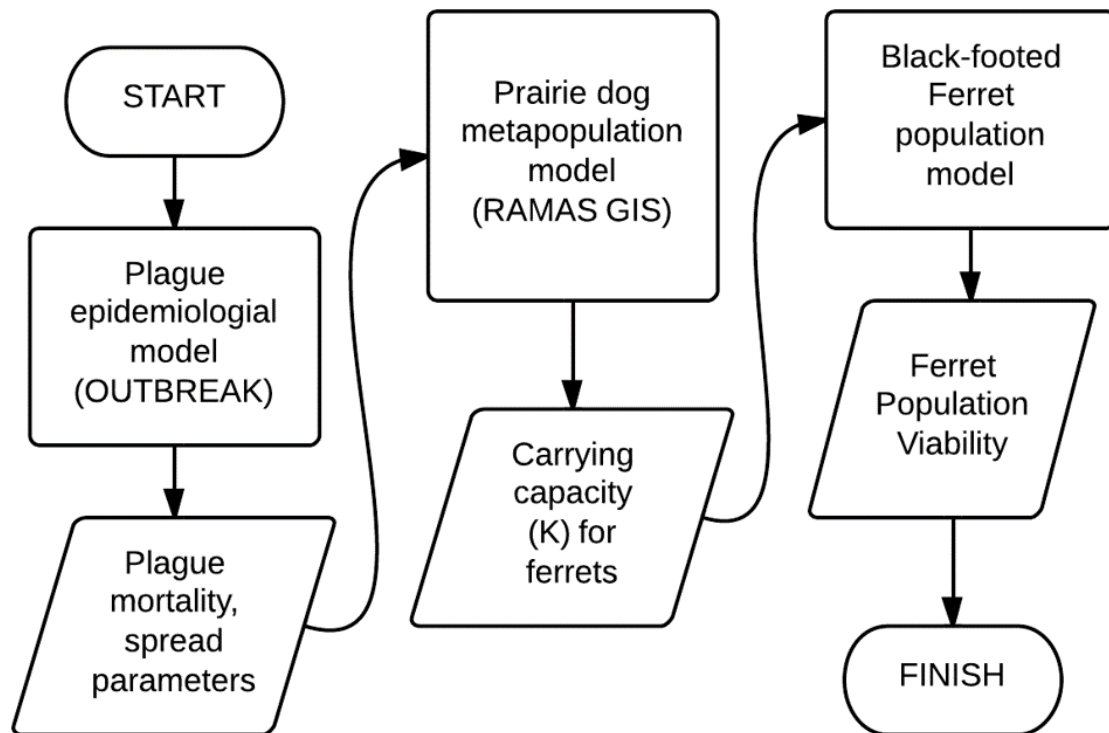 START
Plague
epidemiologial
model
(OUTBREAK)
Plague
mortality,
spread
parameters
Prairie dog
metapopulation
model
(RAMAS GIS)
Carrying
capacity
(K) for
ferrets
Black-footed
Ferret
population
model
Ferret
Population
Viability
FINISH